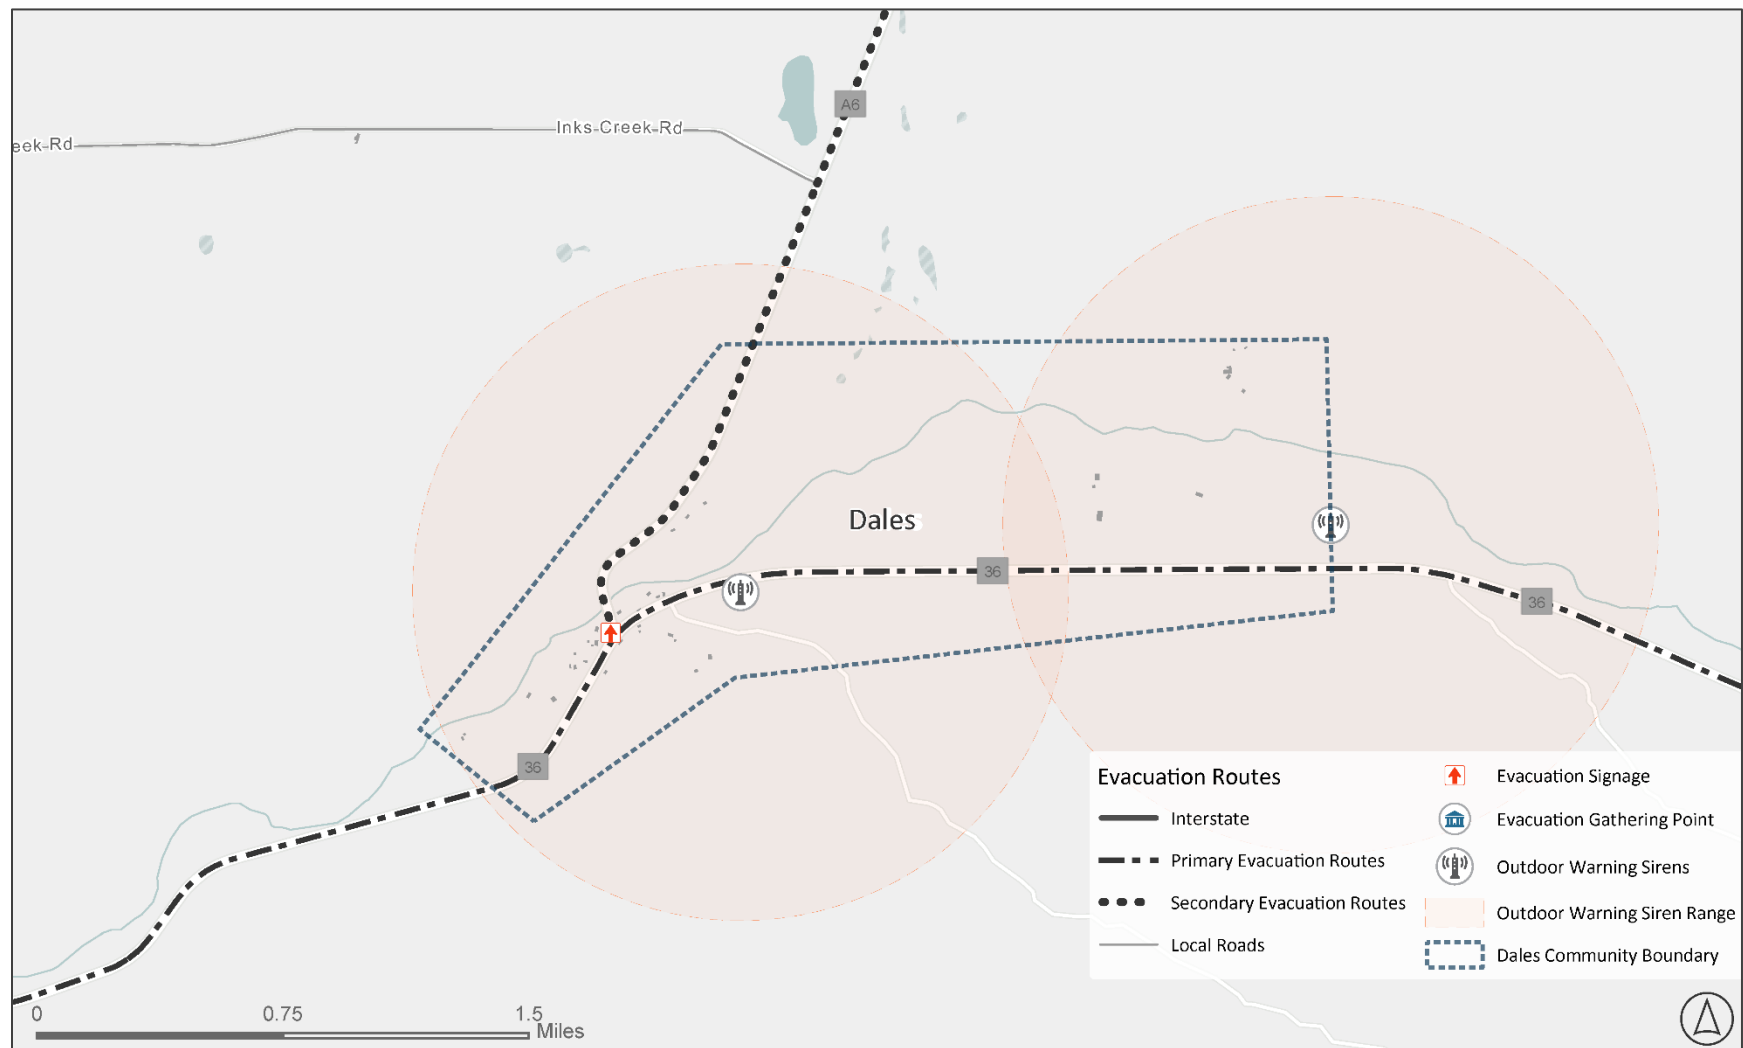 A6
Inks Creek Rd
eek Rd
Dales
36
36
36
Evacuation Routes
Interstate
Primary Evacuation Routes
Secondary Evacuation Routes
Local Roads
Evacuation Signage
Evacuation Gathering Point
Outdoor Warning Sirens
Outdoor Warning Siren Range
Dales Community Boundary
0 0.75 1.5
Miles